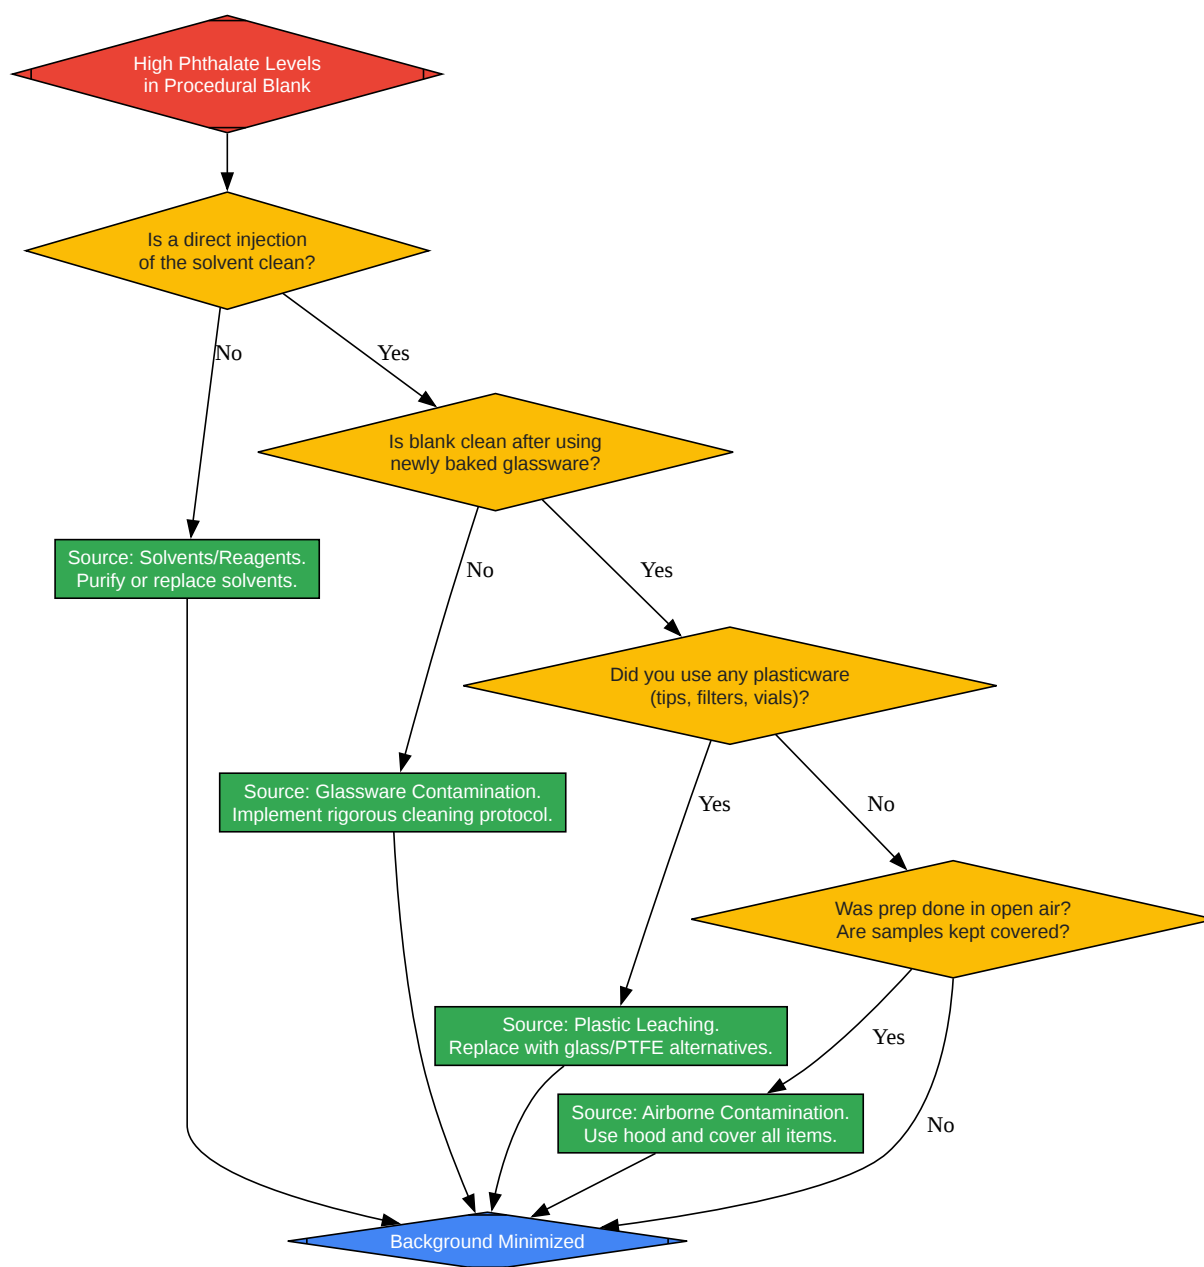 High Phthalate Levels
in Procedural Blank
Is a direct injection
of the solvent clean?
No
Yes
Is blank clean after using
newly baked glassware?
Source: Solvents/Reagents.
Purify or replace solvents.
No
Yes
Did you use any plasticware
(tips, filters, vials)?
Source: Glassware Contamination.
Implement rigorous cleaning protocol.
Yes
No
Was prep done in open air?
Are samples kept covered?
Source: Plastic Leaching.
Replace with glass/PTFE alternatives.
Yes
Source: Airborne Contamination.
Use hood and cover all items.
No
Background Minimized